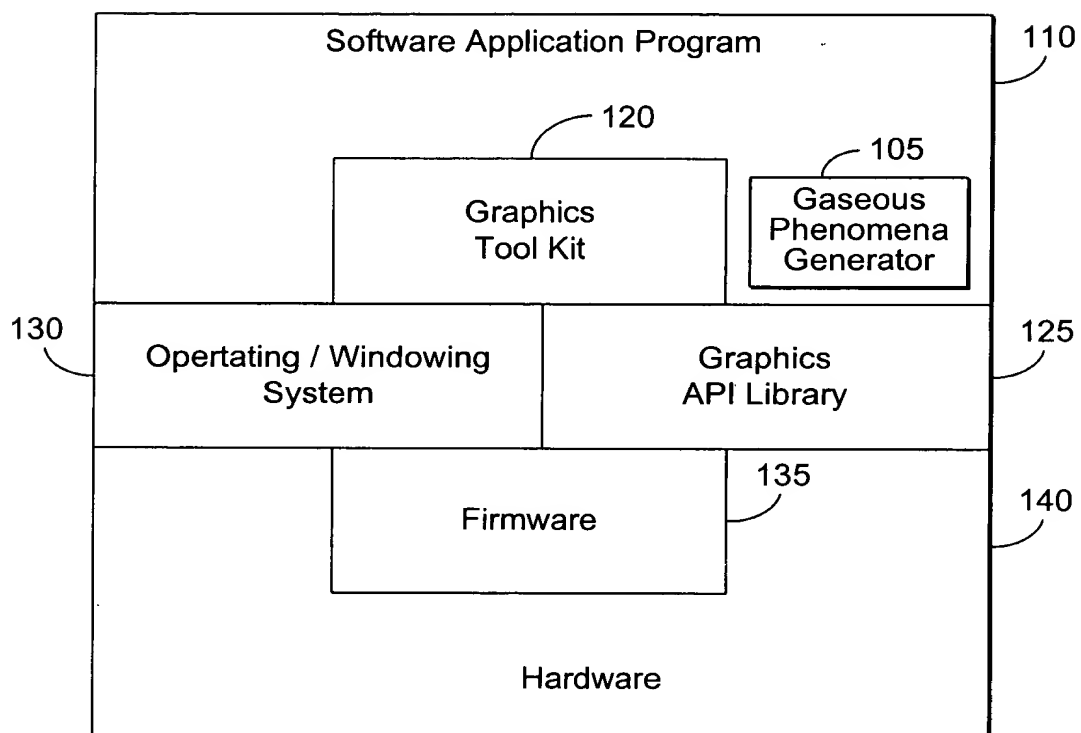 Software Application Program
110
120
105
Graphics
Tool Kit
Gaseous
Phenomena
Generator
130
Opertating / Windowing
System
Graphics
API Library
125
135
Firmware
140
Hardware